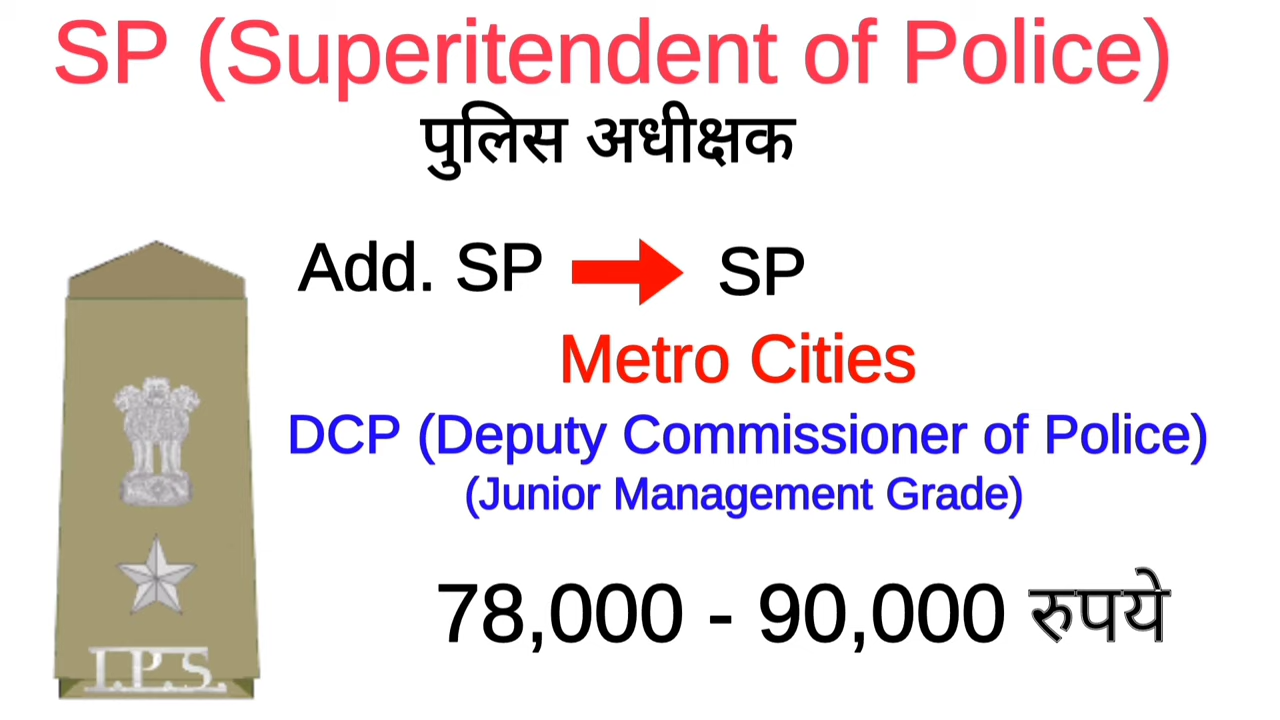 SP (Superitendent of Police)
पुलिस अधीक्षक
Add. SP SP
Metro Cities
DCP (Deputy Commissioner of Police)
(Junior Management Grade)
78,000 - 90,000 रुपये
I.P.S.